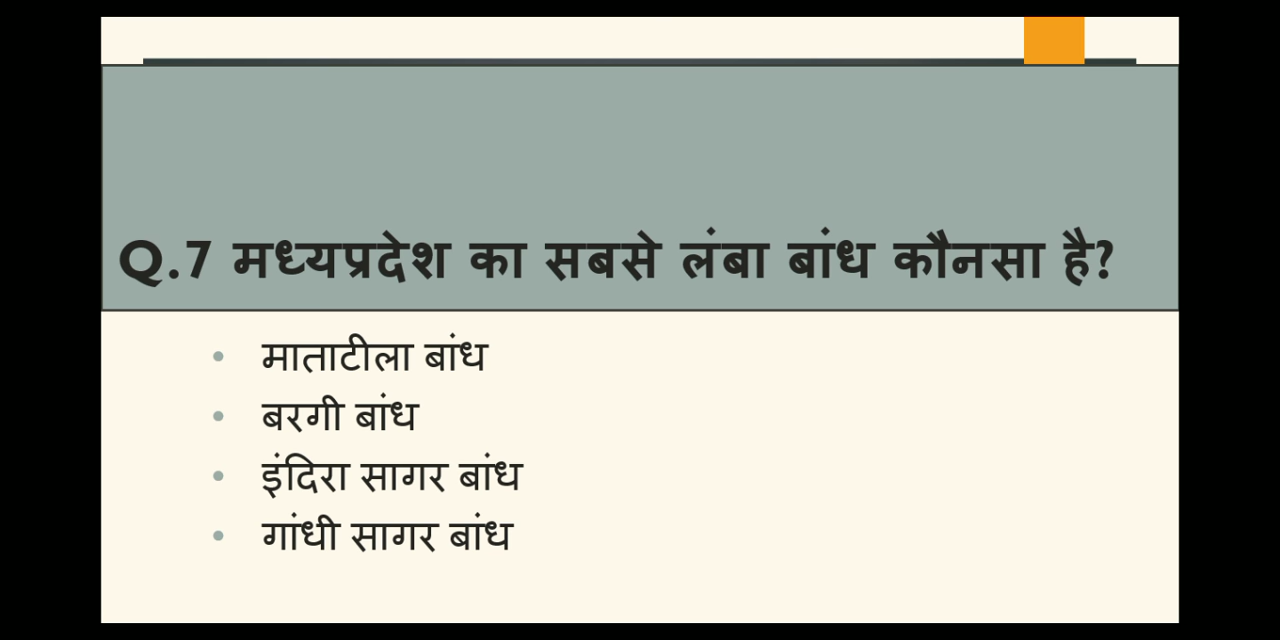 Q.7 मध्यप्रदेश का सबसे लंबा बांध कौनसा है?
• माताटीला बांध
• बरगी बांध
• इंदिरा सागर बांध
• गांधी सागर बांध